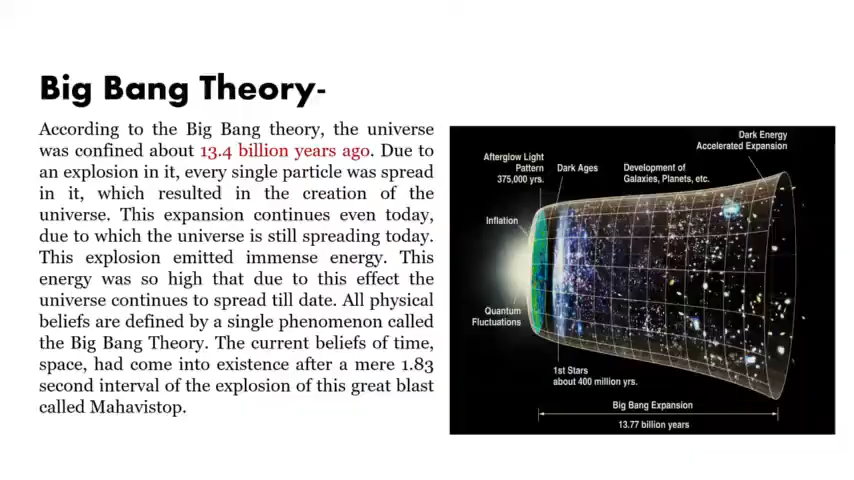 Big Bang Theory-
According to the Big Bang theory, the universe
was confined about 13.4 billion years ago. Due to
an explosion in it, every single particle was spread
in it, which resulted in the creation of the
universe. This expansion continues even today,
due to which the universe is still spreading today.
This explosion emitted immense energy. This
energy was so high that due to this effect the
universe continues to spread till date. All physical
beliefs are defined by a single phenomenon called
the Big Bang Theory. The current beliefs of time,
space, had come into existence after a mere 1.83
second interval of the explosion of this great blast
called Mahavistop.
Dark Energy
Accelerated Expansion
Afterglow Light
Pattern
375,000 yrs.
Dark Ages
Development of
Galaxies, Planets, etc.
Inflation
Quantum
Fluctuations
1st Stars
about 400 million yrs.
Big Bang Expansion
13.77 billion years